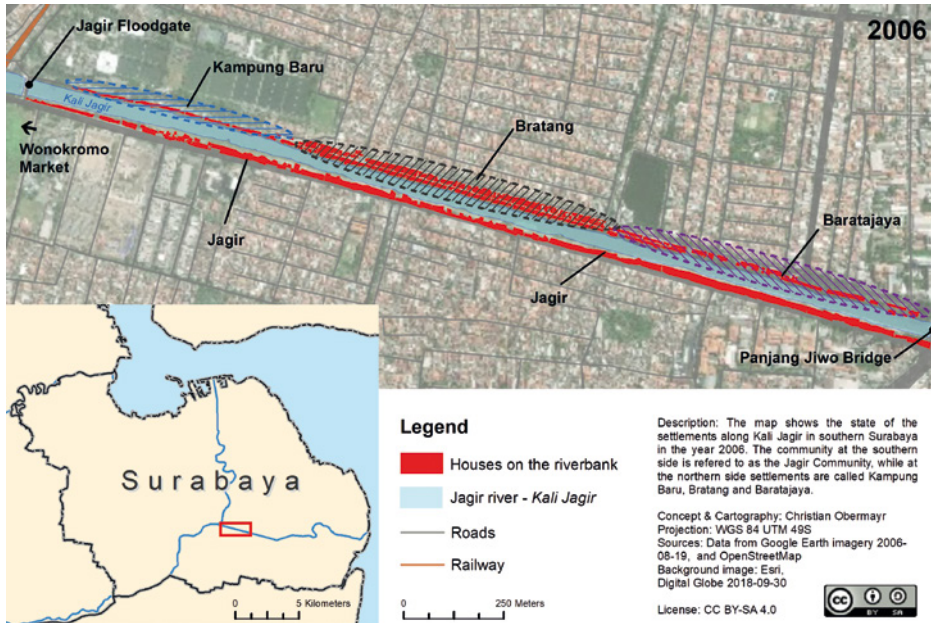 2006
Jagir Floodgate
Kampung Baru
Kali Jagir
Bratang
Wonokromo
Market
Jagir
Baratajaya
Jagir
Panjang Jiwo Bridge
Surabaya
0 5 Kilometers
Legend
Houses on the riverbank
Jagir river - Kali Jagir
Roads
Railway
0 250 Meters
Description: The map shows the state of the
settlements along Kali Jagir in southern Surabaya
in the year 2006. The community at the southern
side is refered to as the Jagir Community, while at
the northern side settlements are called Kampung
Baru, Bratang and Baratajaya.
Concept & Cartography: Christian Obermayr
Projection: WGS 84 UTM 49S
Sources: Data from Google Earth imagery 2006-
08-19, and OpenStreetMap
Background image: Esri,
Digital Globe 2018-09-30
License: CC BY-SA 4.0
cc
BY SA